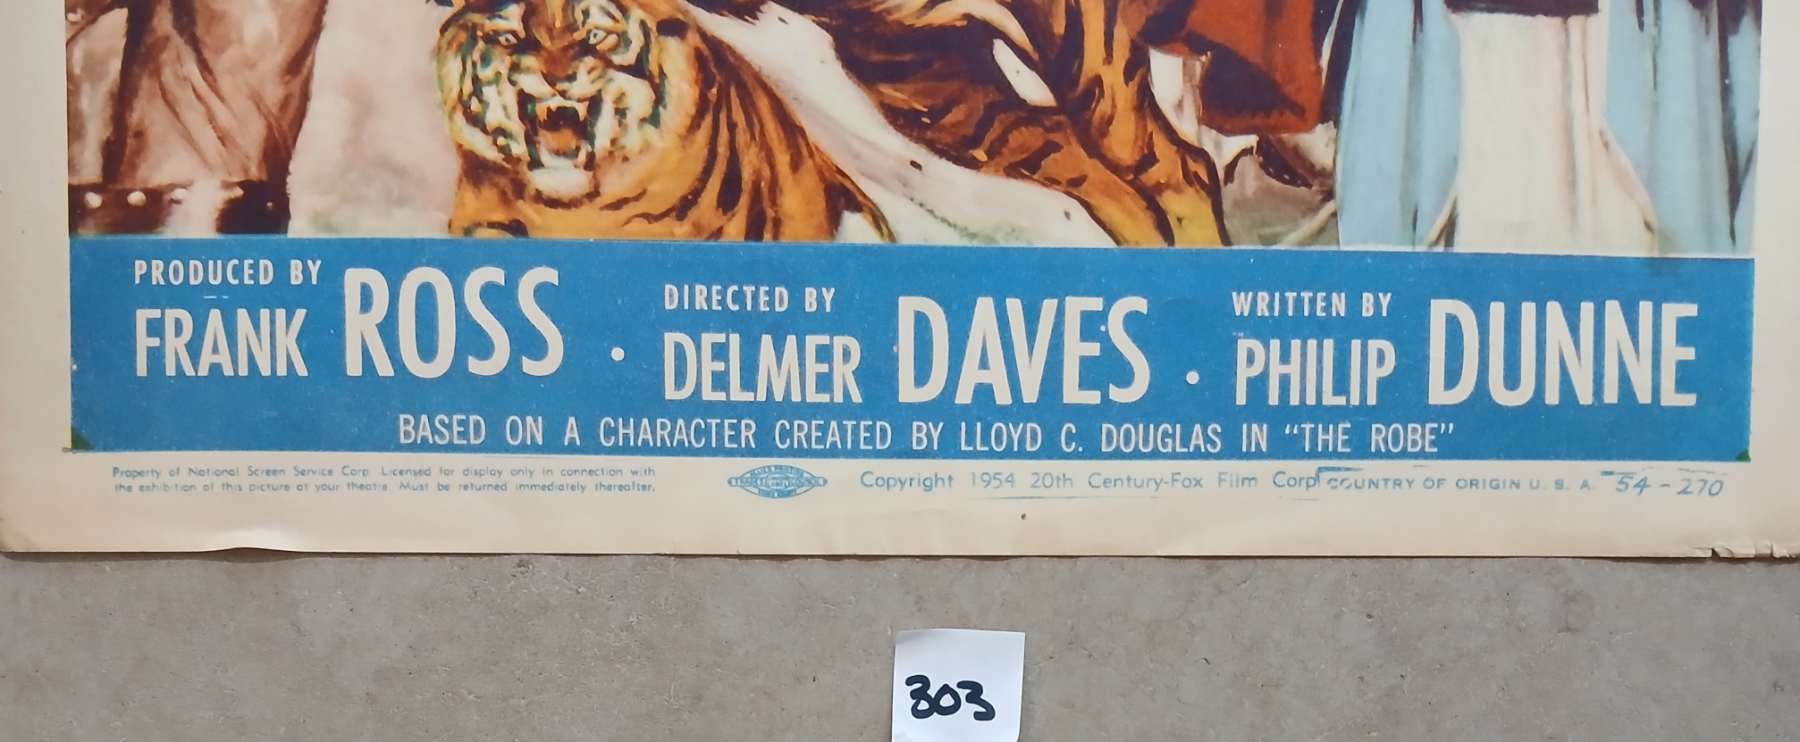 PRODUCED BY
FRANK ROSS
DIRECTED BY
DELMER DAVES
WRITTEN BY
PHILIP DUNNE
BASED ON A CHARACTER CREATED BY LLOYD C. DOUGLAS IN “THE ROBE”
Property of National Screen Service Corp. Licensed for display only in connection with
the exhibition of this picture at your theatre. Must be returned immediately thereafter.
Copyright 1954 20th Century-Fox Film Corp
COUNTRY OF ORIGIN U. S. A.
54-270
303